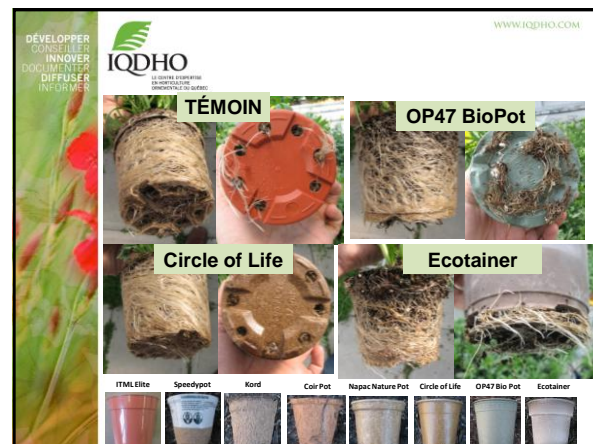 DÉVELOPPER
CONSEILLER
INNOVER
DOCUMENTER
DIFFUSER
INFORMER
IQDHO
LE CENTRE D'EXPERTISE
EN HORTICULTURE
ORNEMENTALE DU QUÉBEC
WWW.IQDHO.COM
TÉMOIN
OP47 BioPot
Circle of Life
Ecotainer
ITML Elite
Speedypot
Kord
Coir Pot
Napac Nature Pot
Circle of Life
OP47 Bio Pot
Ecotainer